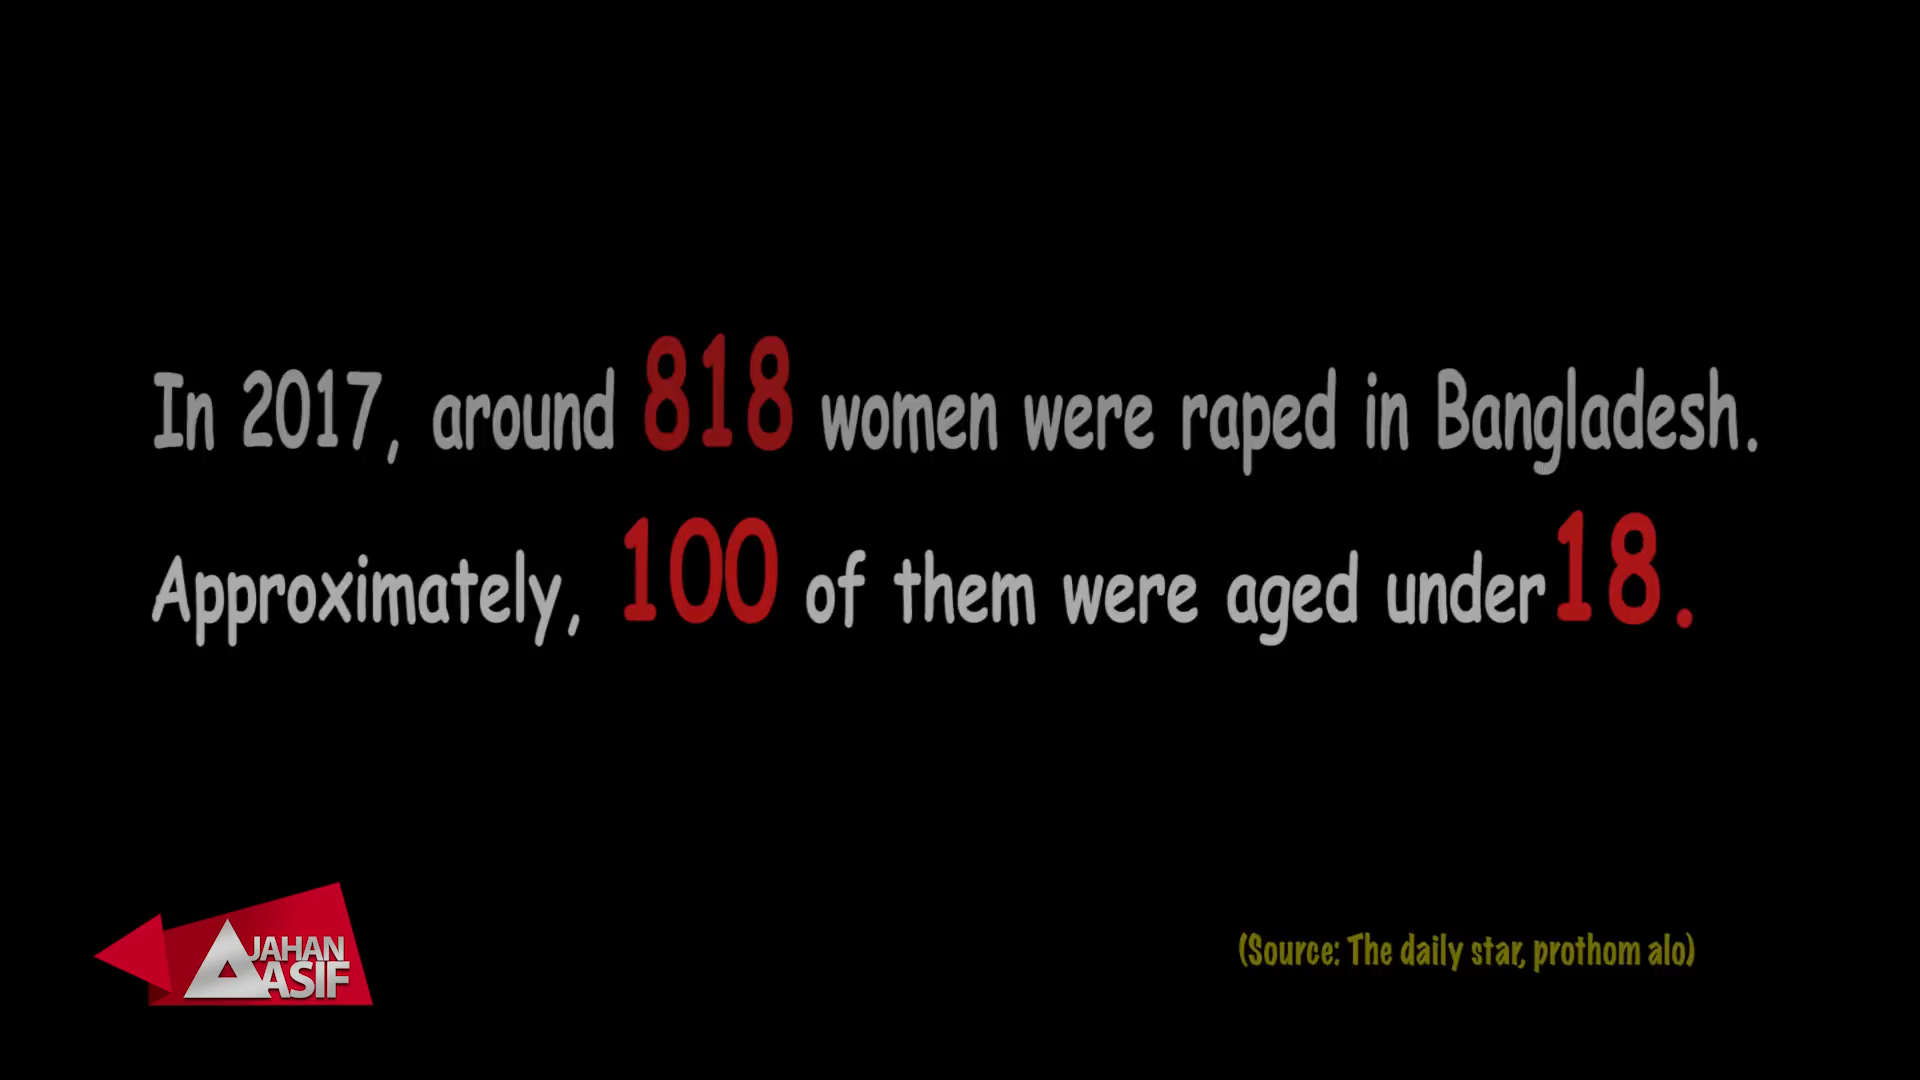 In 2017, around 818 women were raped in Bangladesh.
Approximately, 100 of them were aged under 18.
JAHAN
ASIF
(Source: The daily star, prothom alo)